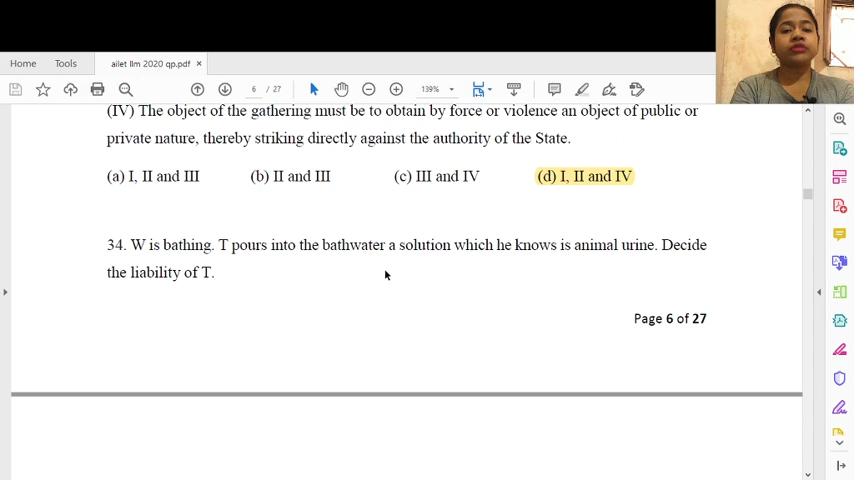 Home Tools ailet llm 2020 qp.pdf ×
6 / 27 139%
(IV) The object of the gathering must be to obtain by force or violence an object of public or
private nature, thereby striking directly against the authority of the State.
(a) I, II and III (b) II and III (c) III and IV (d) I, II and IV
34. W is bathing. T pours into the bathwater a solution which he knows is animal urine. Decide
the liability of T.
Page 6 of 27